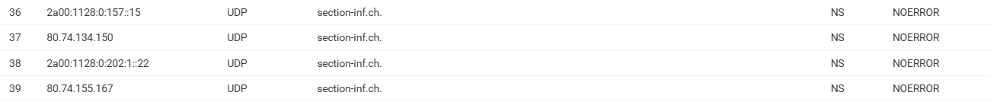 36 2a00:1128:0:157::15 UDP section-inf.ch. NS NOERROR
37 80.74.134.150 UDP section-inf.ch. NS NOERROR
38 2a00:1128:0:202:1::22 UDP section-inf.ch. NS NOERROR
39 80.74.155.167 UDP section-inf.ch. NS NOERROR